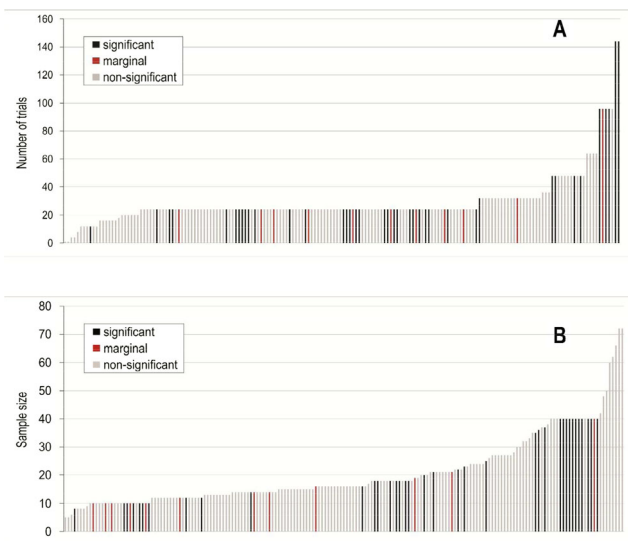 160
A
140
significant
marginal
120
non-significant
100
Number of trials
80
60
40
20
0
80
significant
B
70
marginal
60
non-significant
50
Sample size
40
30
20
10
0